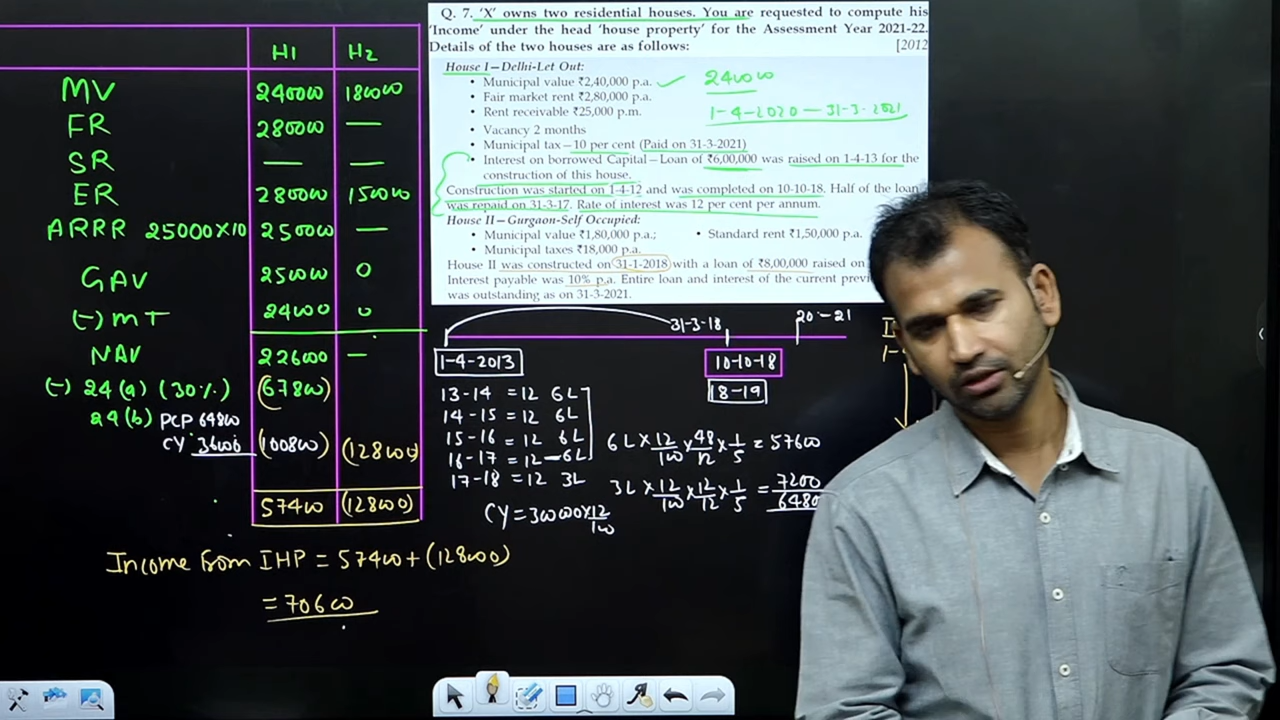 Q. 7. 'X' owns two residential houses. You are requested to compute his
'Income' under the head 'house property' for the Assessment Year 2021-22.
Details of the two houses are as follows: [2012
House I—Delhi-Let Out:
• Municipal value ₹2,40,000 p.a.
240000
• Fair market rent ₹2,80,000 p.a.
• Rent receivable ₹25,000 p.m.
1-4-2020 — 31-3-2021
• Vacancy 2 months
• Municipal tax—10 per cent (Paid on 31-3-2021)
• Interest on borrowed Capital—Loan of ₹6,00,000 was raised on 1-4-13 for the
construction of this house.
Construction was started on 1-4-12 and was completed on 10-10-18. Half of the loan
was repaid on 31-3-17. Rate of interest was 12 per cent per annum.
House II—Gurgaon-Self Occupied:
• Municipal value ₹1,80,000 p.a.; • Standard rent ₹1,50,000 p.a.
• Municipal taxes ₹18,000 p.a.
House II was constructed on 31-1-2018 with a loan of ₹8,00,000 raised on
Interest payable was 10% p.a. Entire loan and interest of the current
was outstanding as on 31-3-2021.
H1 H2
MV 240000 180000
FR 280000 —
SR — —
ER 280000 150000
ARRR 25000×10 250000 —
GAV 250000 0
(-) MT 24000 0
NAV 226000 —
(-) 24(a) (30%) (67800)
24(b) PCP 64800
CY 36000 (100800) (128000)
57400 (128000)
Income from IHP = 57400+(128000)
= 70600
31-3-18 20-21
1-4-2013 10-10-18
18-19
13-14 = 12 6L
14-15 = 12 6L
15-16 = 12 6L
16-17 = 12 6L
17-18 = 12 3L
6L × 12/100 × 48/12 × 1/5 = 57600
3L × 12/100 × 12/12 × 1/5 = 7200
6480
CY = 300000×12/100